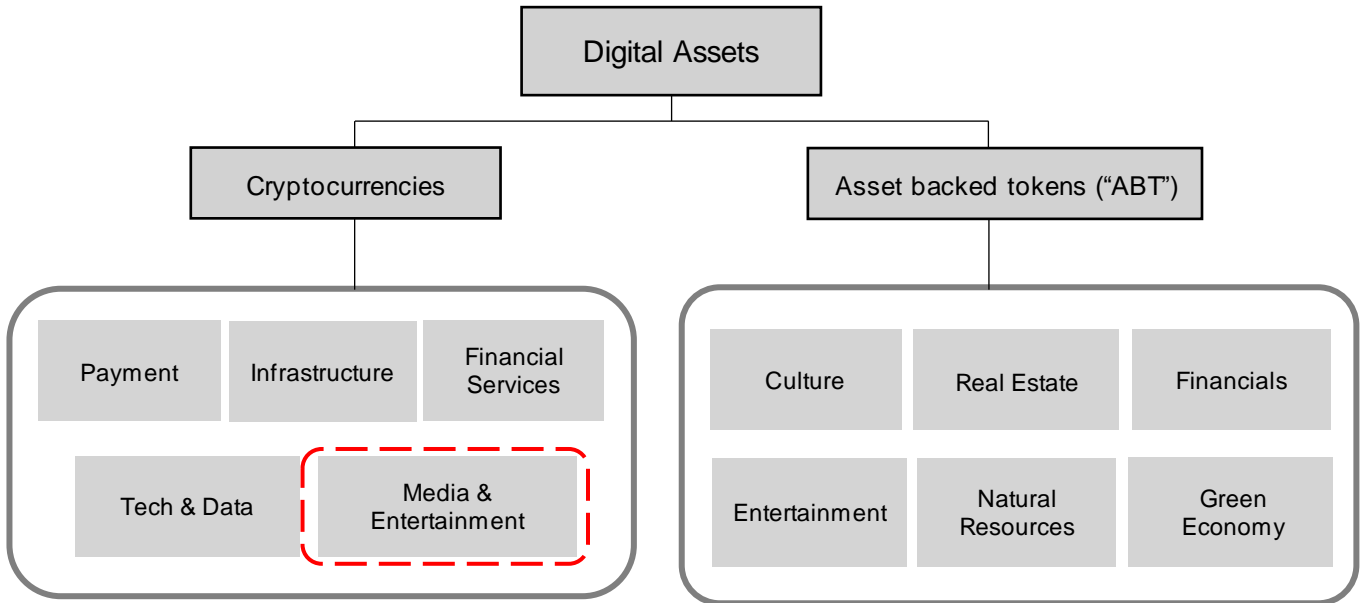 Digital Assets
Cryptocurrencies
Asset backed tokens (“ABT”)
Payment
Infrastructure
Financial
Services
Tech & Data
Media &
Entertainment
Culture
Real Estate
Financials
Entertainment
Natural
Resources
Green
Economy